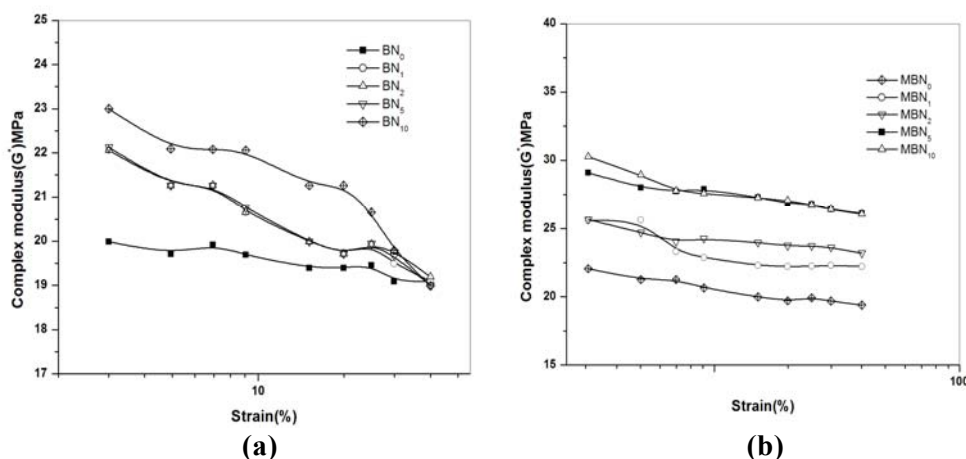 25
24
23
22
21
20
19
18
17
Complex modulus(G*)MPa
10
Strain(%)
BN0
BN1
BN2
BN5
BN10
(a)
40
35
30
25
20
15
Complex modulus(G*)MPa
100
Strain(%)
MBN0
MBN1
MBN2
MBN5
MBN10
(b)